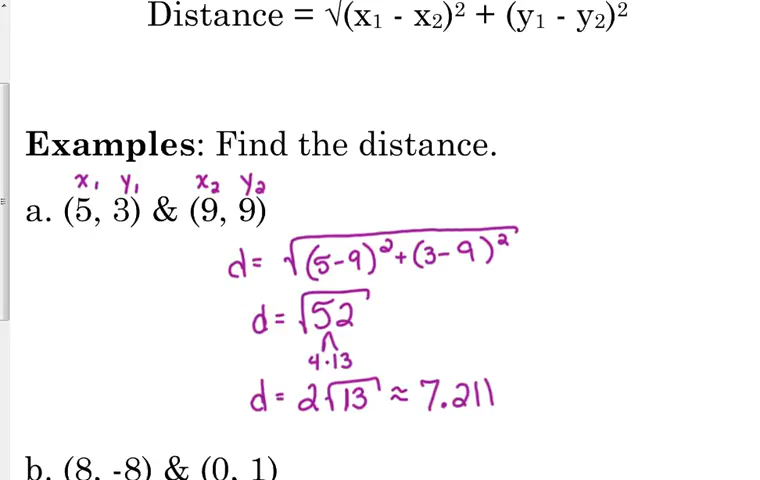 Distance = √(x₁ - x₂)² + (y₁ - y₂)²
Examples: Find the distance.
x₁ y₁ x₂ y₂
a. (5, 3) & (9, 9)
d = √(5-9)² + (3-9)²
d = √52
4·13
d = 2√13 ≈ 7.211
b. (8, -8) & (0, 1)